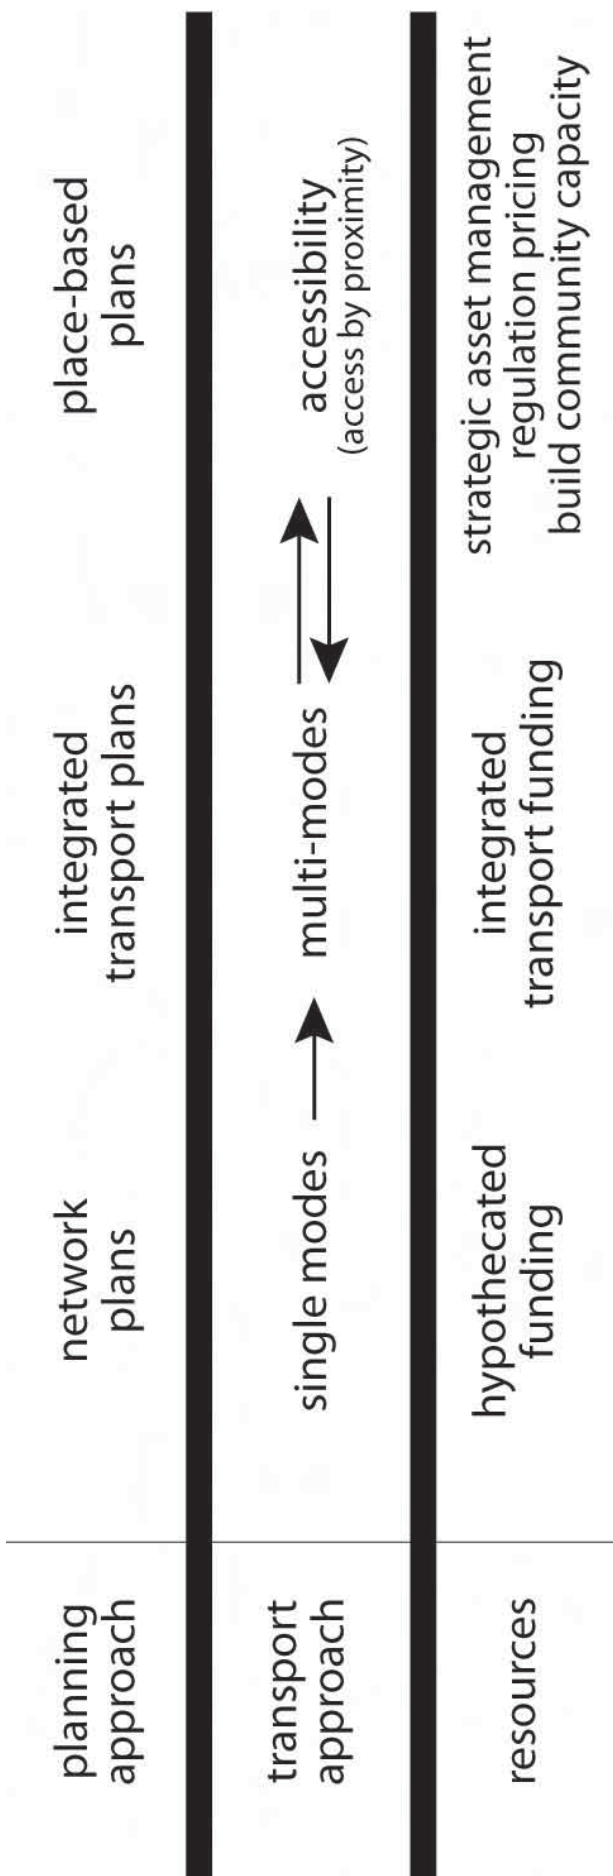 planning
approach
network
plans
integrated
transport plans
place-based
plans
transport
approach
single modes
multi-modes
accessibility
(access by proximity)
resources
hypothecated
funding
integrated
transport funding
strategic asset management
regulation pricing
build community capacity